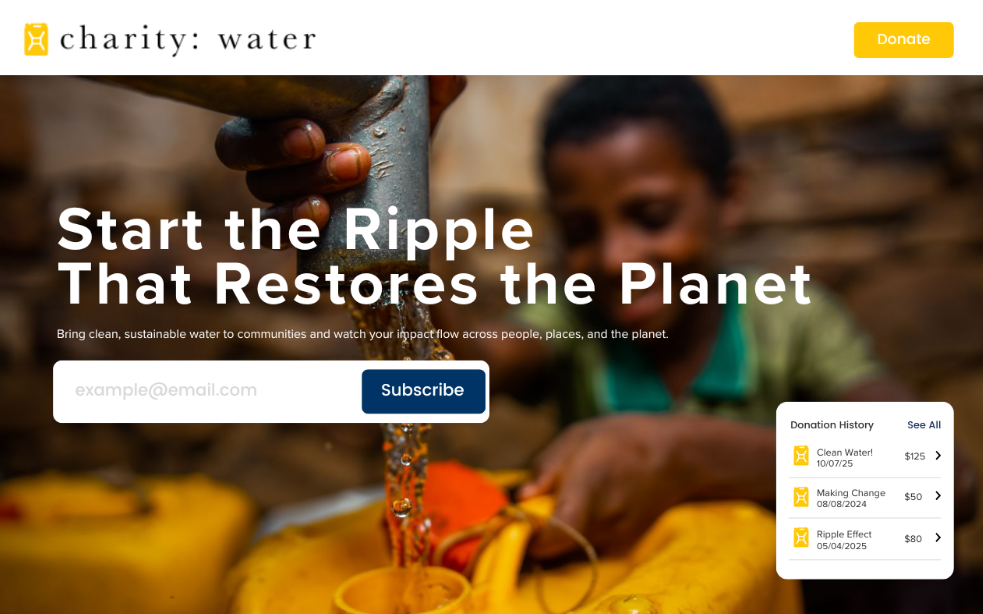 charity: water
Donate
Start the Ripple
That Restores the Planet
Bring clean, sustainable water to communities and watch your impact flow across people, places, and the planet.
example@email.com
Subscribe
Donation History
See All
Clean Water!
10/07/25
$125
Making Change
08/08/2024
$50
Ripple Effect
05/04/2025
$80